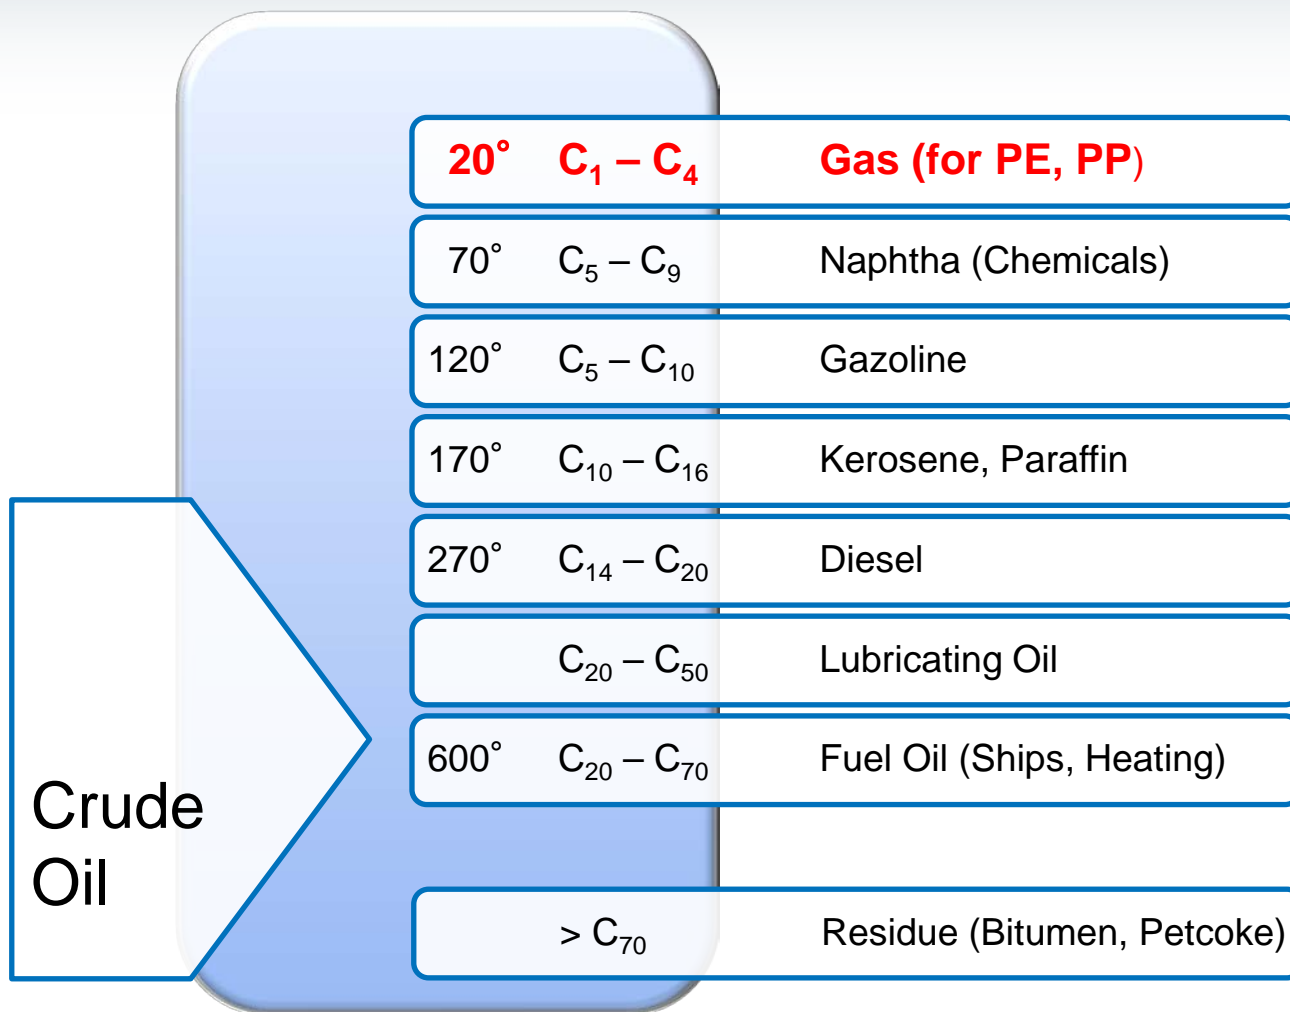 20° C₁ – C₄ Gas (for PE, PP)
70° C₅ – C₉ Naphtha (Chemicals)
120° C₅ – C₁₀ Gazoline
170° C₁₀ – C₁₆ Kerosene, Paraffin
270° C₁₄ – C₂₀ Diesel
C₂₀ – C₅₀ Lubricating Oil
600° C₂₀ – C₇₀ Fuel Oil (Ships, Heating)
Crude
Oil
> C₇₀ Residue (Bitumen, Petcoke)